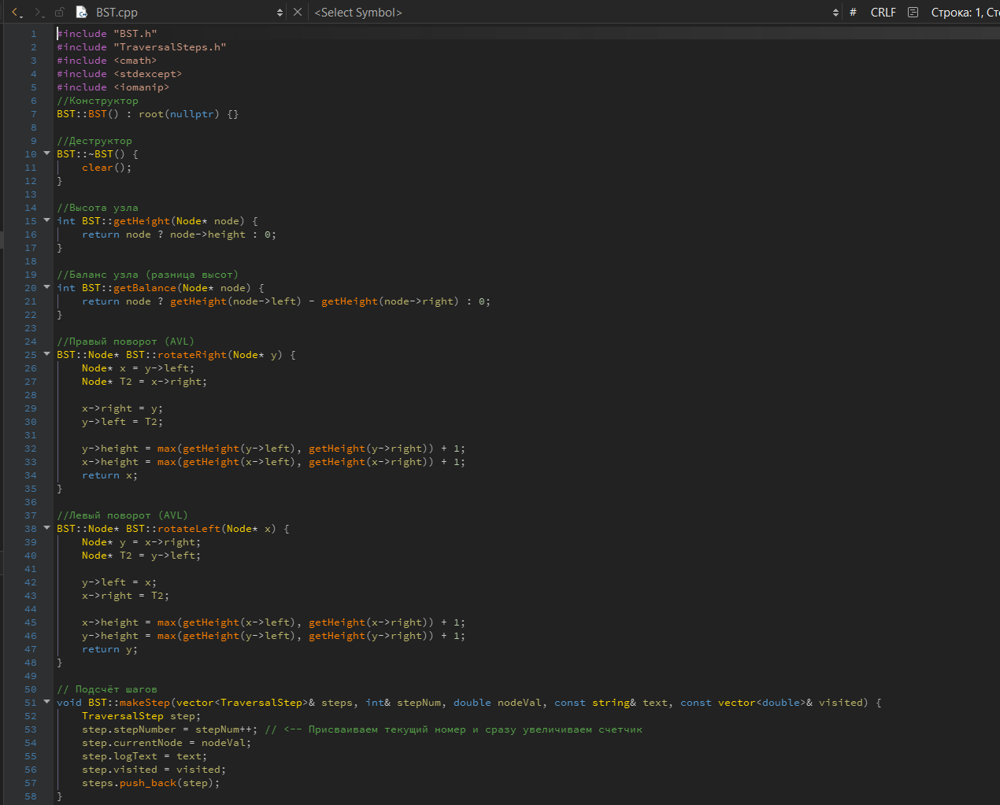 BST.cpp <Select Symbol> # CRLF Строка: 1, Ст
1 #include "BST.h"
2 #include "TraversalSteps.h"
3 #include <cmath>
4 #include <stdexcept>
5 #include <iomanip>
6 //Конструктор
7 BST::BST() : root(nullptr) {}
8
9 //Деструктор
10 BST::~BST() {
11     clear();
12 }
13
14 //Высота узла
15 int BST::getHeight(Node* node) {
16     return node ? node->height : 0;
17 }
18
19 //Баланс узла (разница высот)
20 int BST::getBalance(Node* node) {
21     return node ? getHeight(node->left) - getHeight(node->right) : 0;
22 }
23
24 //Правый поворот (AVL)
25 BST::Node* BST::rotateRight(Node* y) {
26     Node* x = y->left;
27     Node* T2 = x->right;
28
29     x->right = y;
30     y->left = T2;
31
32     y->height = max(getHeight(y->left), getHeight(y->right)) + 1;
33     x->height = max(getHeight(x->left), getHeight(x->right)) + 1;
34     return x;
35 }
36
37 //Левый поворот (AVL)
38 BST::Node* BST::rotateLeft(Node* x) {
39     Node* y = x->right;
40     Node* T2 = y->left;
41
42     y->left = x;
43     x->right = T2;
44
45     x->height = max(getHeight(x->left), getHeight(x->right)) + 1;
46     y->height = max(getHeight(y->left), getHeight(y->right)) + 1;
47     return y;
48 }
49
50 // Подсчёт шагов
51 void BST::makeStep(vector<TraversalStep>& steps, int& stepNum, double nodeVal, const string& text, const vector<double>& visited) {
52     TraversalStep step;
53     step.stepNumber = stepNum++; // <-- Присваиваем текущий номер и сразу увеличиваем счетчик
54     step.currentNode = nodeVal;
55     step.logText = text;
56     step.visited = visited;
57     steps.push_back(step);
58 }